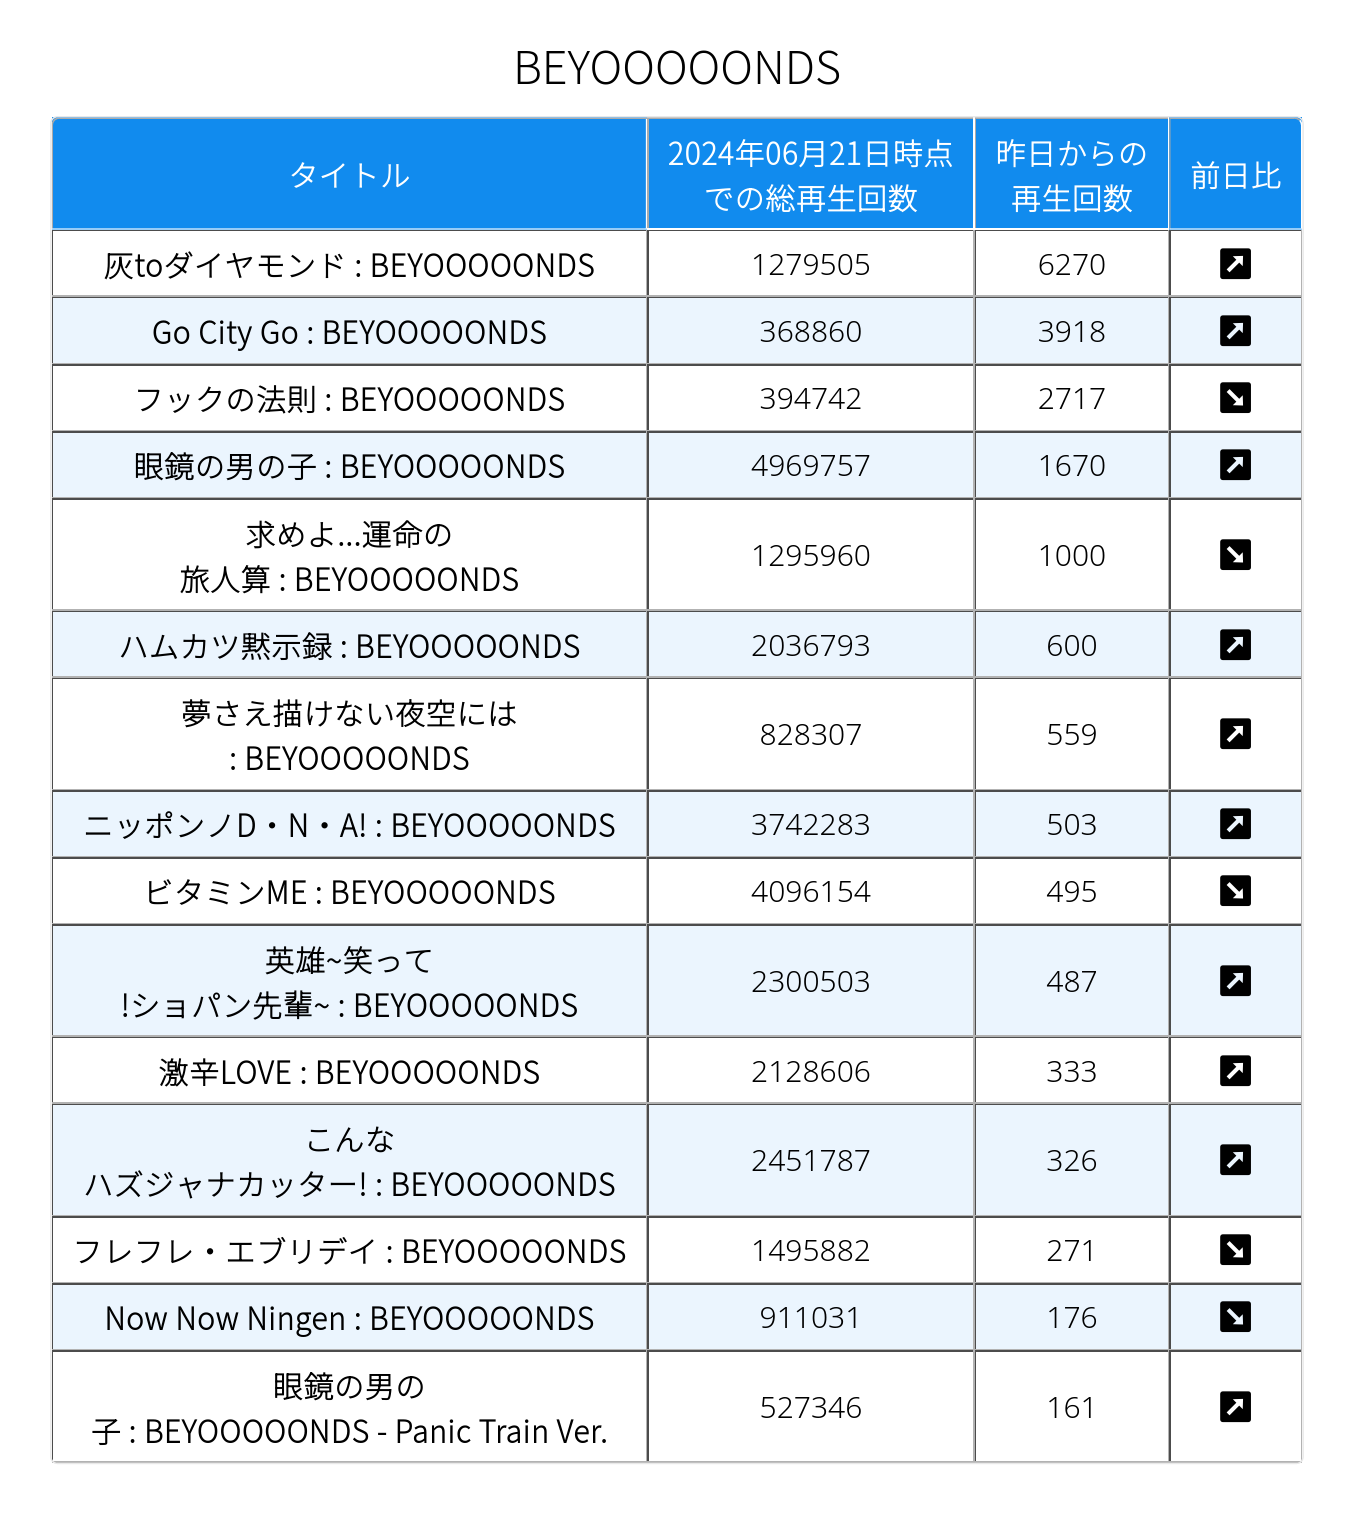 BEYOOOOONDS
タイトル
2024年06月21日時点
での総再生回数
昨日からの
再生回数
前日比
灰toダイヤモンド : BEYOOOOONDS 1279505 6270
Go City Go : BEYOOOOONDS 368860 3918
フックの法則 : BEYOOOOONDS 394742 2717
眼鏡の男の子 : BEYOOOOONDS 4969757 1670
求めよ...運命の
旅人算 : BEYOOOOONDS 1295960 1000
ハムカツ黙示録 : BEYOOOOONDS 2036793 600
夢さえ描けない夜空には
: BEYOOOOONDS 828307 559
ニッポンノD・N・A! : BEYOOOOONDS 3742283 503
ビタミンME : BEYOOOOONDS 4096154 495
英雄~笑って
!ショパン先輩~ : BEYOOOOONDS 2300503 487
激辛LOVE : BEYOOOOONDS 2128606 333
こんな
ハズジャナカッター! : BEYOOOOONDS 2451787 326
フレフレ・エブリデイ : BEYOOOOONDS 1495882 271
Now Now Ningen : BEYOOOOONDS 911031 176
眼鏡の男の
子 : BEYOOOOONDS - Panic Train Ver. 527346 161